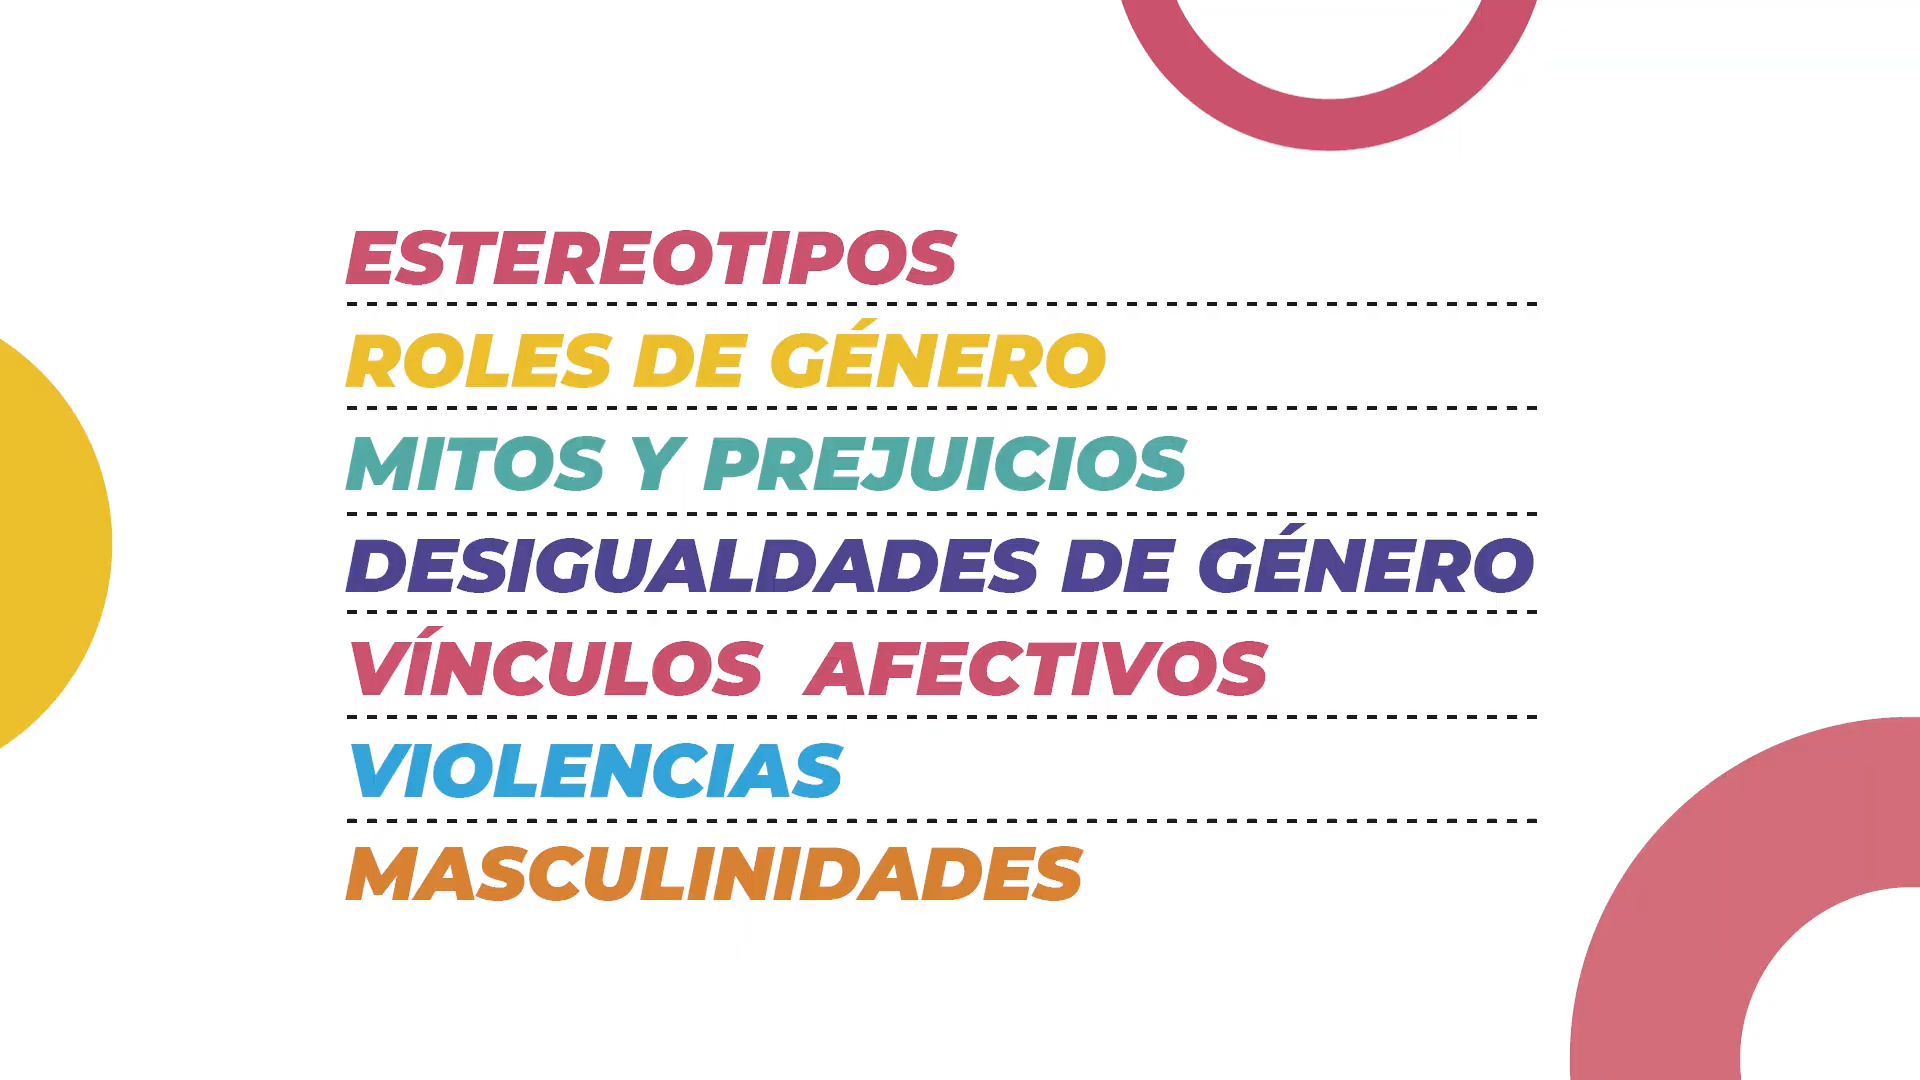 ESTEREOTIPOS
ROLES DE GÉNERO
MITOS Y PREJUICIOS
DESIGUALDADES DE GÉNERO
VÍNCULOS AFECTIVOS
VIOLENCIAS
MASCULINIDADES